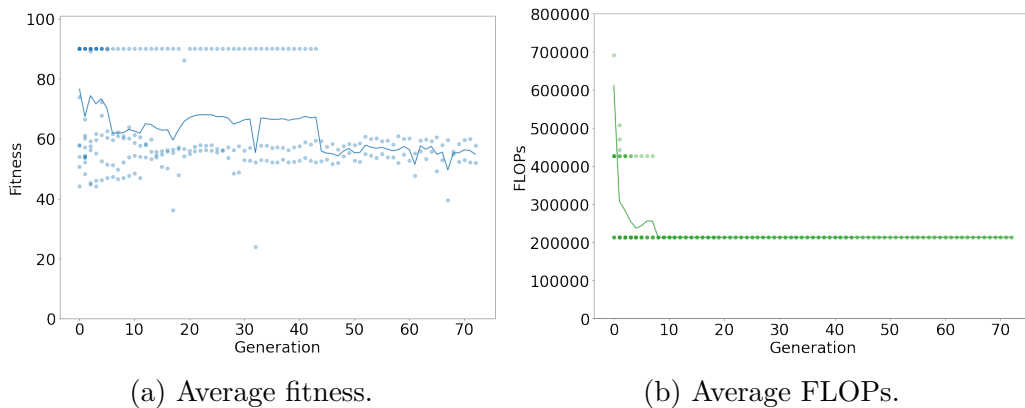 100
80
60
40
20
0
Fitness
0 10 20 30 40 50 60 70
Generation
(a) Average fitness.
800000
700000
600000
500000
400000
300000
200000
100000
0
FLOPs
0 10 20 30 40 50 60 70
Generation
(b) Average FLOPs.